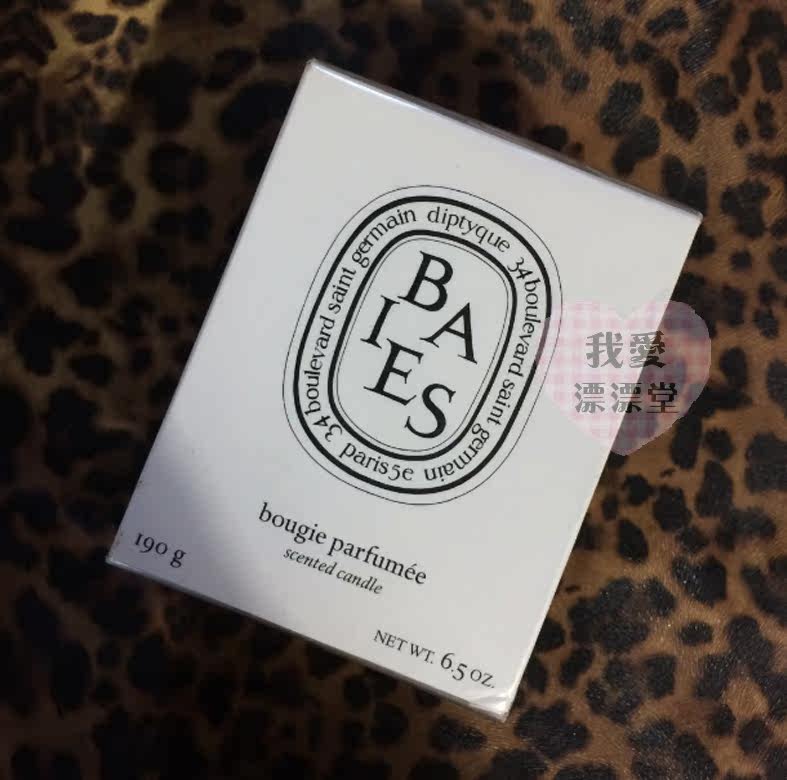 34 boulevard saint germain diptyque 34 boulevard saint germain paris 5e
BA
IES
bougie parfumée
scented candle
190 g
NET WT. 6.5 OZ.
我愛
漂漂堂